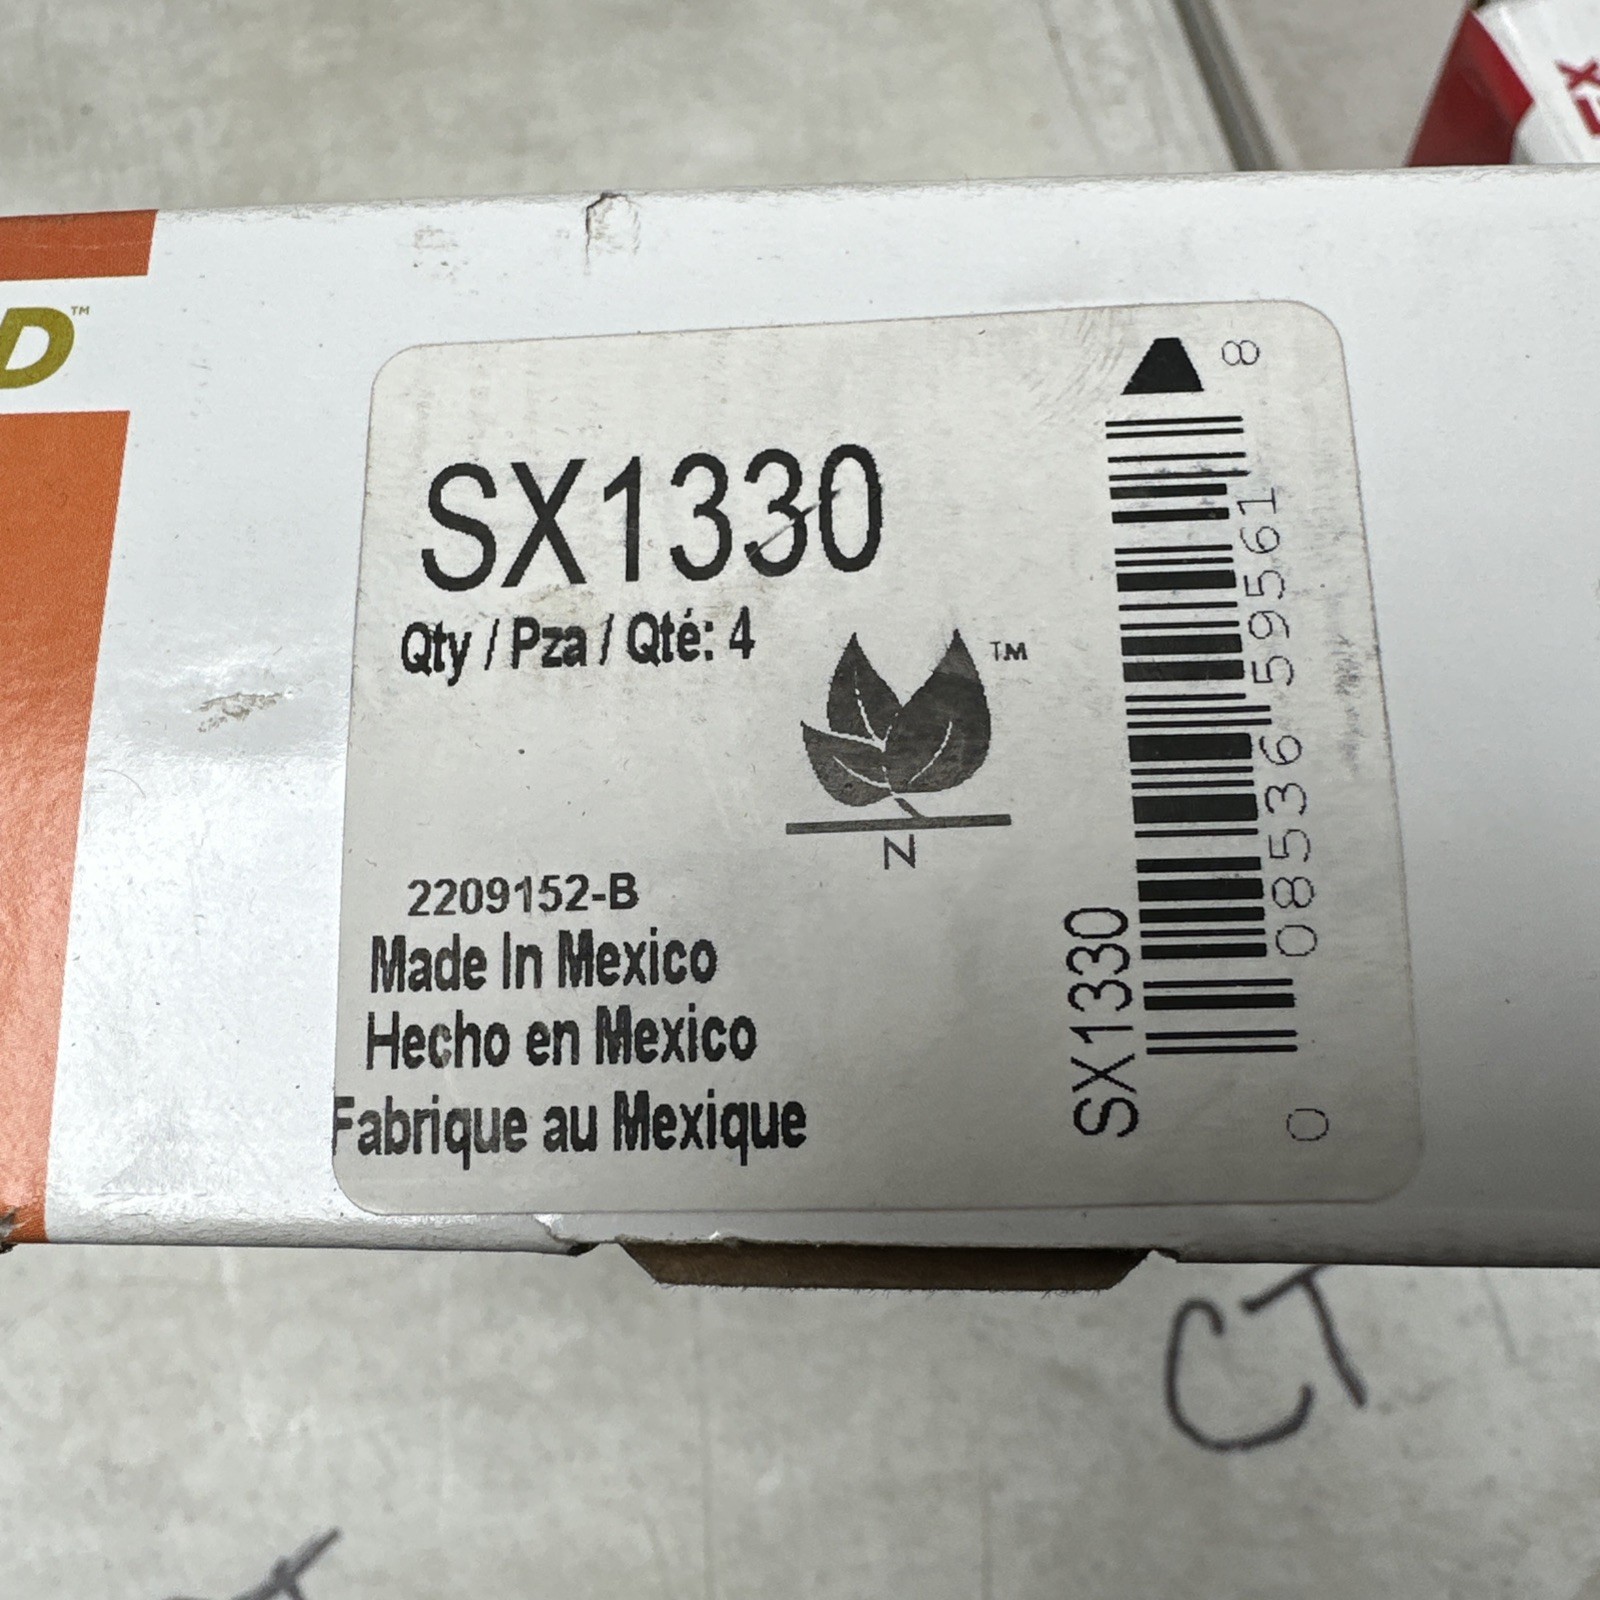 D™
SX1330
Qty / Pza / Qté: 4
™
N
2209152-B
Made In Mexico
Hecho en Mexico
Fabrique au Mexique
SX1330
0 08536 59561 8
CT